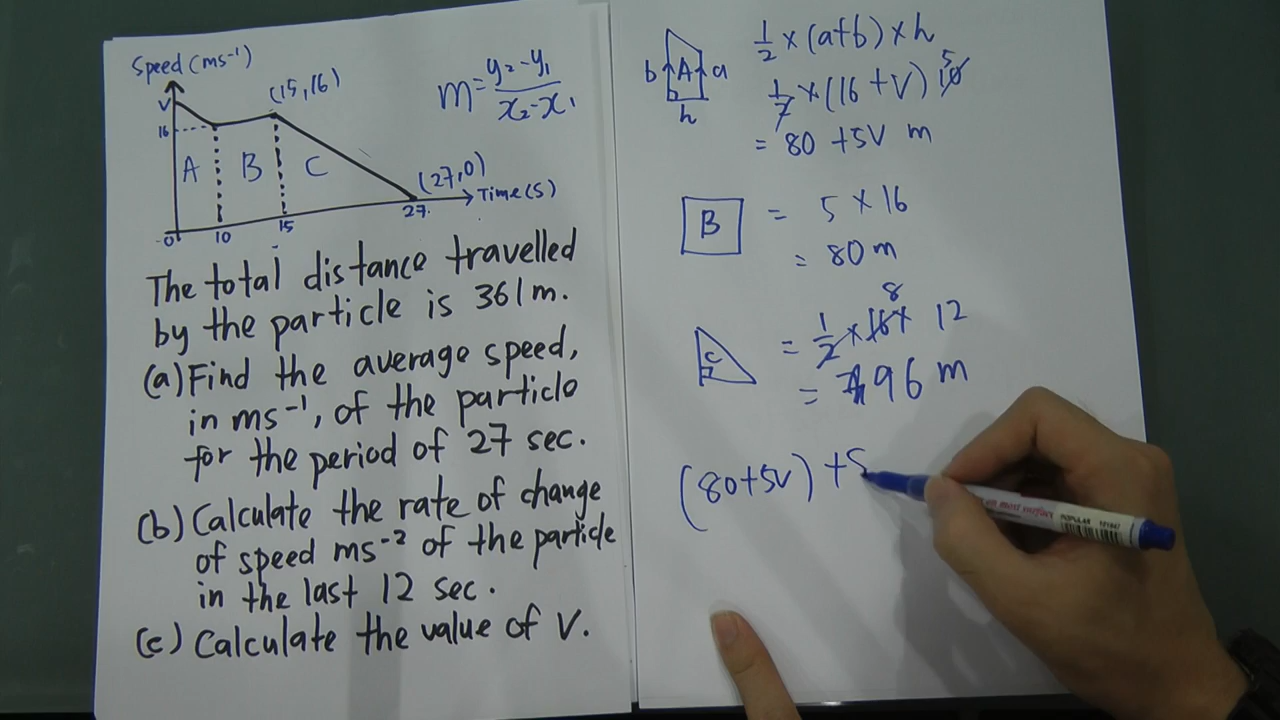 Speed (ms⁻¹)
V
16
(15,16)
A
B
C
(27,0)
Time(s)
0
10
15
27
m = y₂-y₁ / x₂-x₁
The total distance travelled
by the particle is 361m.
(a) Find the average speed,
in ms⁻¹, of the particle
for the period of 27 sec.
(b) Calculate the rate of change
of speed ms⁻² of the particle
in the last 12 sec.
(c) Calculate the value of V.
b A a
h
1/2 × (a+b) × h
1/2 × (16 + V) 10 5
= 80 + 5V m
B = 5 × 16
= 80 m
C = 1/2 × 16 × 12
8
= 96 m
(80+5V) +
POPULAR